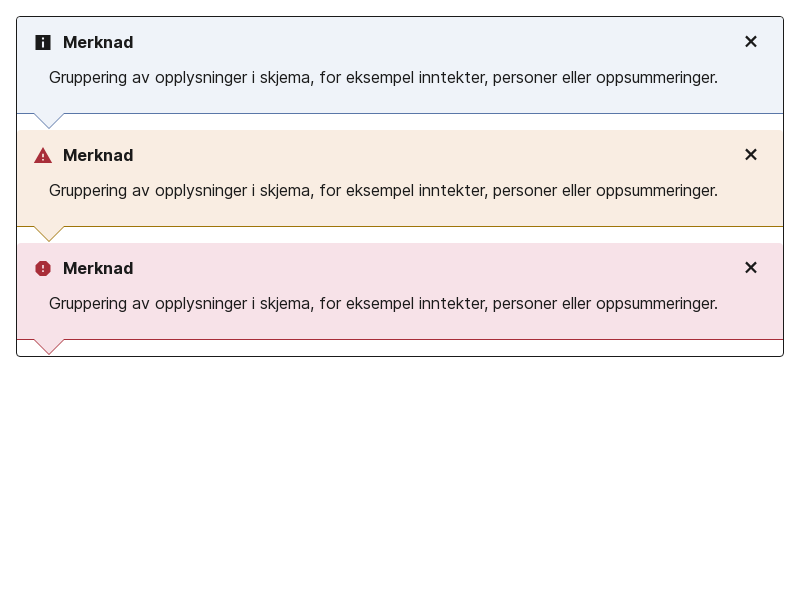 Merknad
Gruppering av opplysninger i skjema, for eksempel inntekter, personer eller oppsummeringer.
Merknad
Gruppering av opplysninger i skjema, for eksempel inntekter, personer eller oppsummeringer.
Merknad
Gruppering av opplysninger i skjema, for eksempel inntekter, personer eller oppsummeringer.